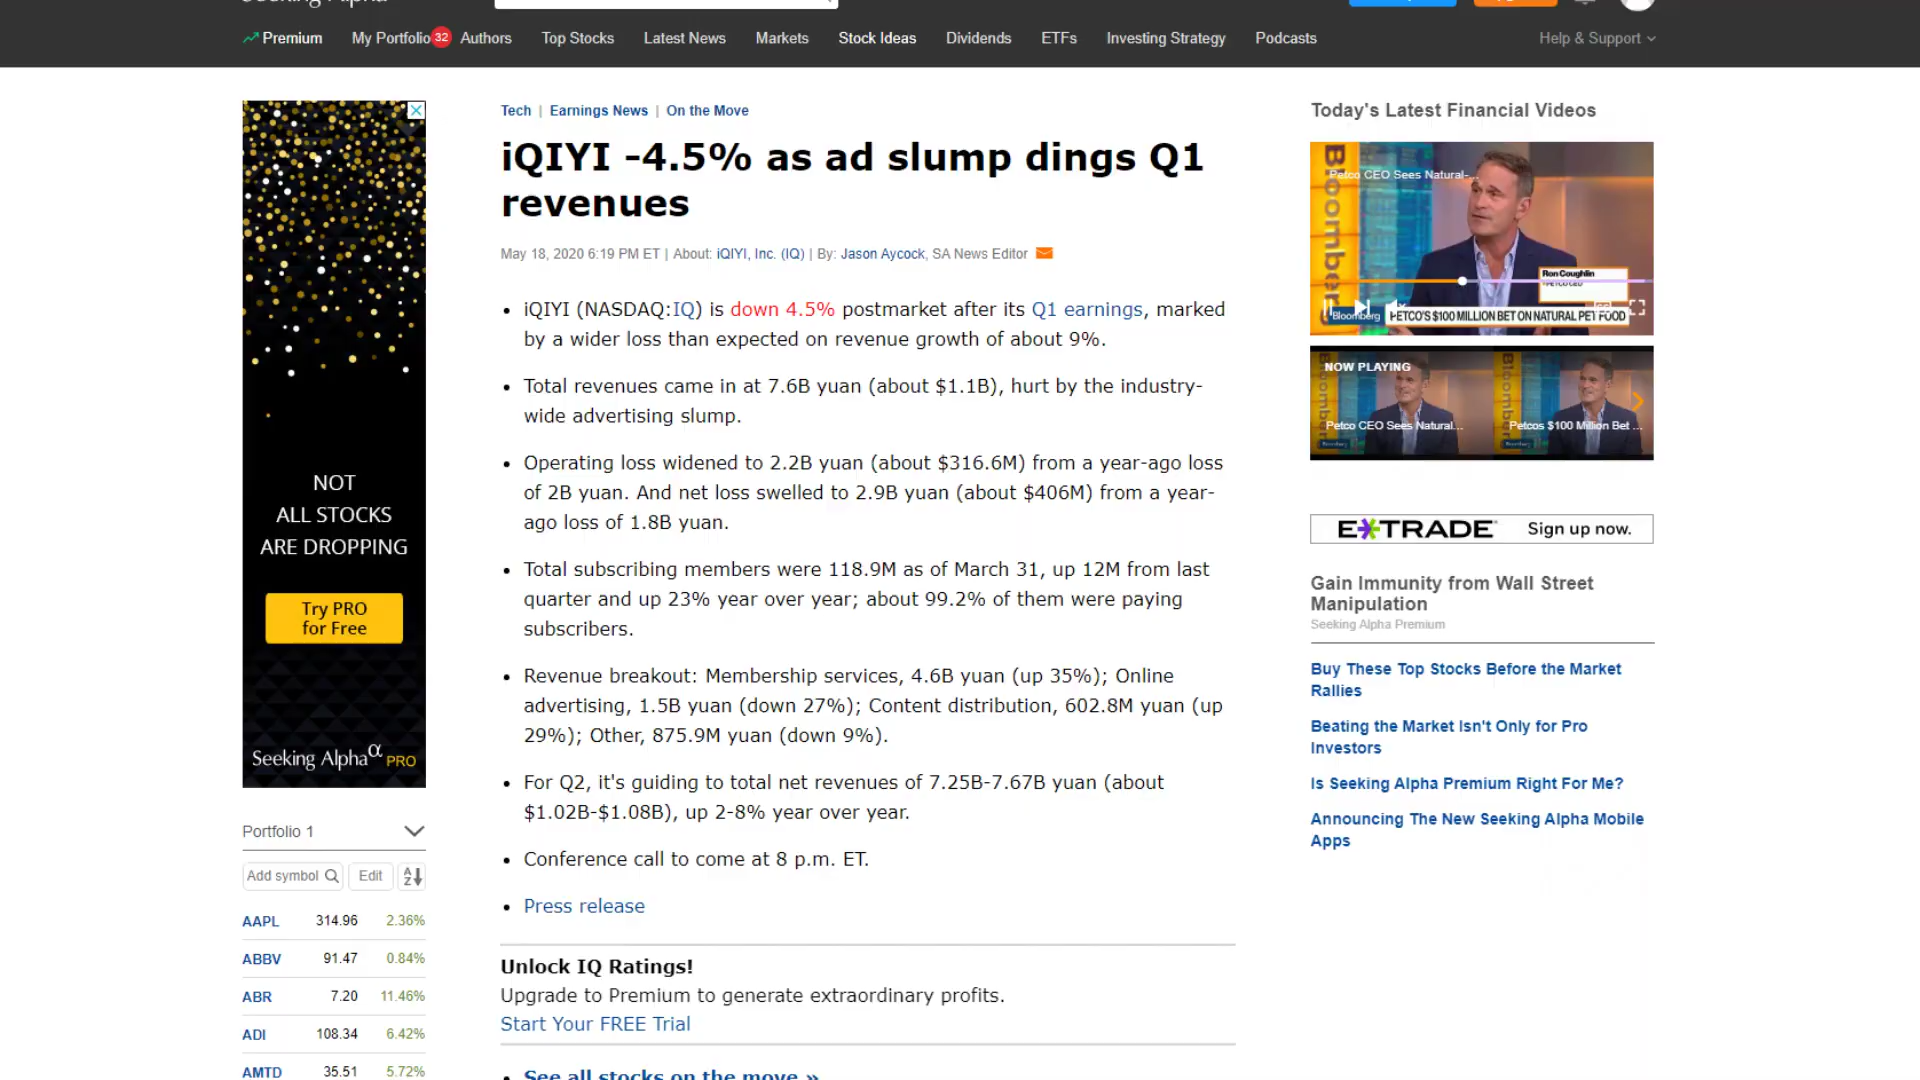 Premium My Portfolio 32 Authors Top Stocks Latest News Markets Stock Ideas Dividends ETFs Investing Strategy Podcasts Help & Support
NOT
ALL STOCKS
ARE DROPPING
Try PRO
for Free
Seeking Alphaα PRO
Portfolio 1
Add symbol Edit
AAPL 314.96 2.36%
ABBV 91.47 0.84%
ABR 7.20 11.46%
ADI 108.34 6.42%
AMTD 35.51 5.72%
Tech | Earnings News | On the Move
iQIYI -4.5% as ad slump dings Q1
revenues
May 18, 2020 6:19 PM ET | About: iQIYI, Inc. (IQ) | By: Jason Aycock, SA News Editor
• iQIYI (NASDAQ:IQ) is down 4.5% postmarket after its Q1 earnings, marked
by a wider loss than expected on revenue growth of about 9%.
• Total revenues came in at 7.6B yuan (about $1.1B), hurt by the industry-
wide advertising slump.
• Operating loss widened to 2.2B yuan (about $316.6M) from a year-ago loss
of 2B yuan. And net loss swelled to 2.9B yuan (about $406M) from a year-
ago loss of 1.8B yuan.
• Total subscribing members were 118.9M as of March 31, up 12M from last
quarter and up 23% year over year; about 99.2% of them were paying
subscribers.
• Revenue breakout: Membership services, 4.6B yuan (up 35%); Online
advertising, 1.5B yuan (down 27%); Content distribution, 602.8M yuan (up
29%); Other, 875.9M yuan (down 9%).
• For Q2, it's guiding to total net revenues of 7.25B-7.67B yuan (about
$1.02B-$1.08B), up 2-8% year over year.
• Conference call to come at 8 p.m. ET.
• Press release
Unlock IQ Ratings!
Upgrade to Premium to generate extraordinary profits.
Start Your FREE Trial
• See all stocks on the move »
Today's Latest Financial Videos
Petco CEO Sees Natural-...
Ron Coughlin
Bloomberg
PETCO'S $100 MILLION BET ON NATURAL PET FOOD
NOW PLAYING
Petco CEO Sees Natural...
Petcos $100 Million Bet ...
E*TRADE Sign up now.
Gain Immunity from Wall Street
Manipulation
Seeking Alpha Premium
Buy These Top Stocks Before the Market
Rallies
Beating the Market Isn't Only for Pro
Investors
Is Seeking Alpha Premium Right For Me?
Announcing The New Seeking Alpha Mobile
Apps